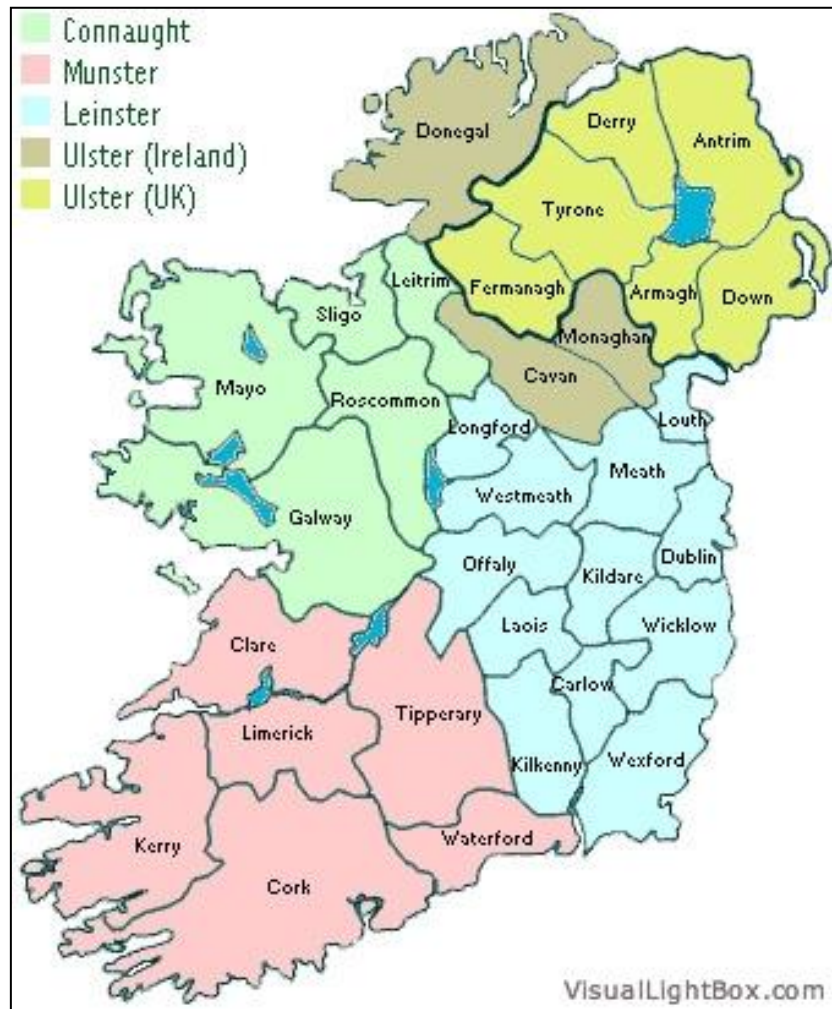 Connaught
Munster
Leinster
Ulster (Ireland)
Ulster (UK)
Donegal
Derry
Antrim
Tyrone
Fermanagh
Armagh
Down
Leitrim
Sligo
Monaghan
Cavan
Mayo
Roscommon
Longford
Louth
Meath
Westmeath
Galway
Offaly
Kildare
Dublin
Laois
Wicklow
Clare
Carlow
Tipperary
Limerick
Kilkenny
Wexford
Waterford
Kerry
Cork
VisualLightBox.com